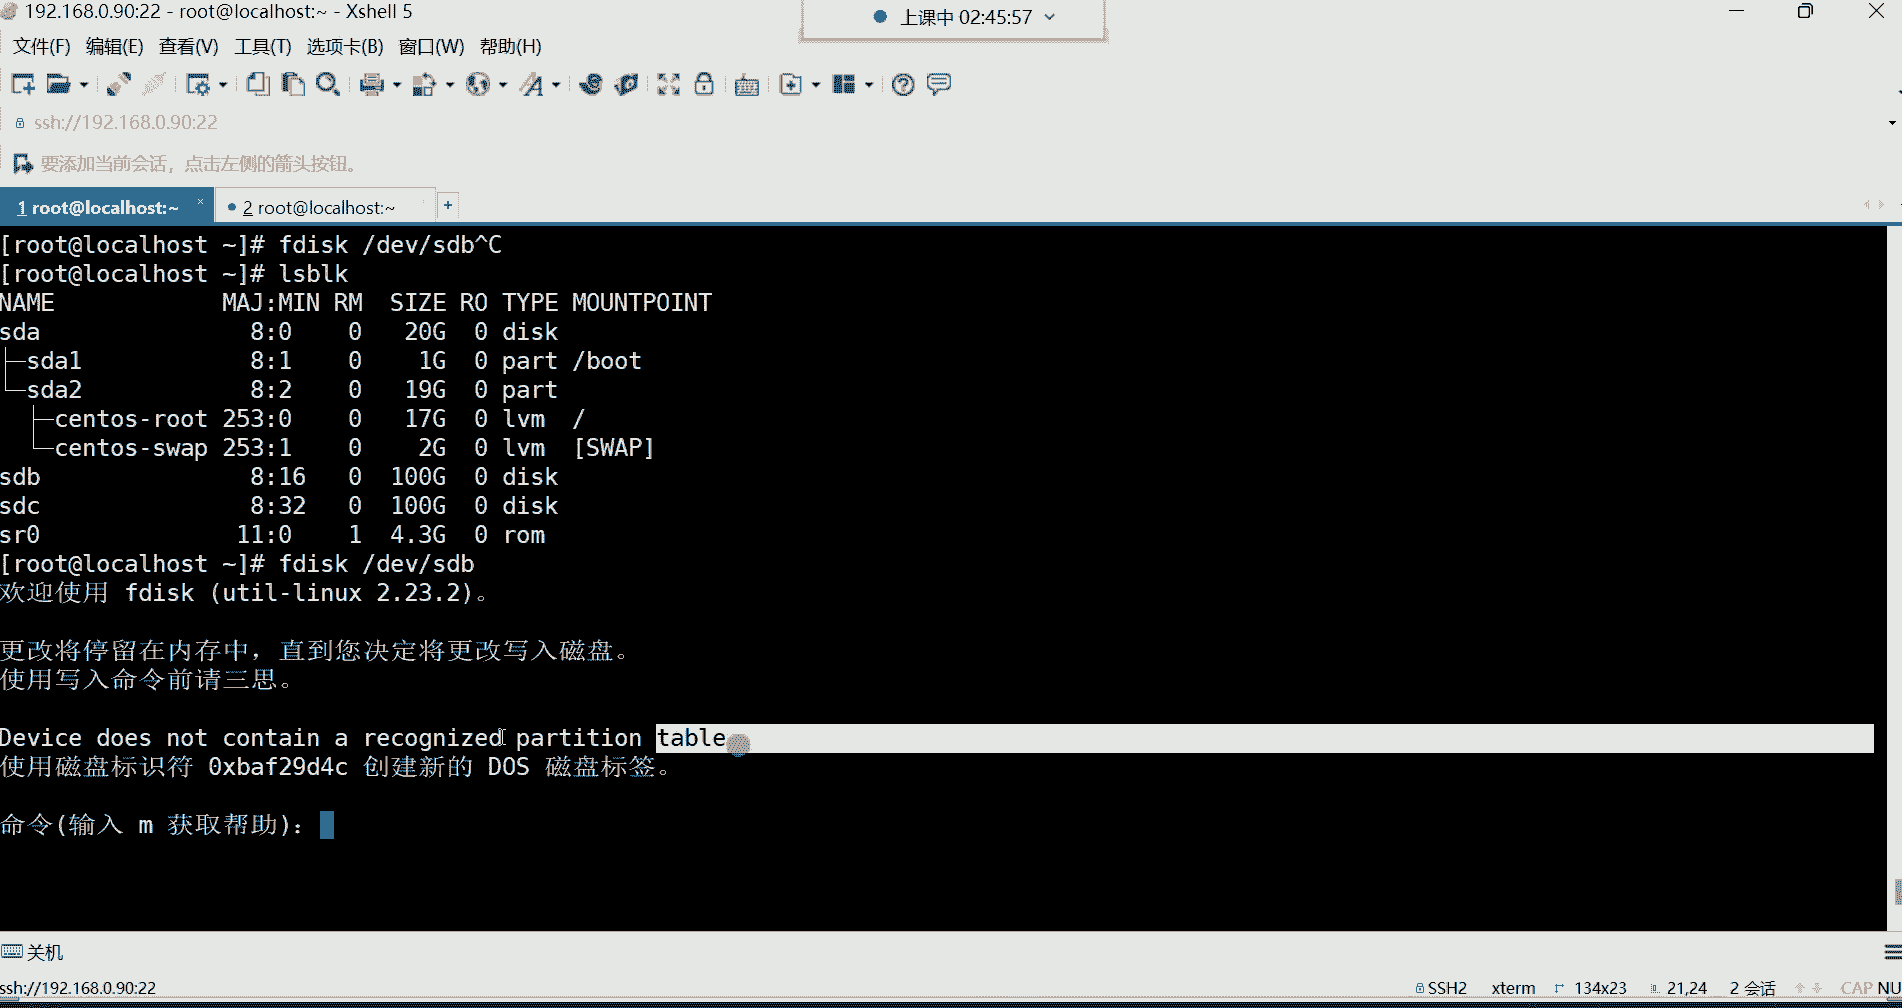 192.168.0.90:22 - root@localhost:~ - Xshell 5
上课中 02:45:57
文件(F) 编辑(E) 查看(V) 工具(T) 选项卡(B) 窗口(W) 帮助(H)
ssh://192.168.0.90:22
要添加当前会话，点击左侧的箭头按钮。
1 root@localhost:~ × 2 root@localhost:~ +
[root@localhost ~]# fdisk /dev/sdb^C
[root@localhost ~]# lsblk
NAME            MAJ:MIN RM  SIZE RO TYPE MOUNTPOINT
sda               8:0    0   20G  0 disk
├─sda1            8:1    0    1G  0 part /boot
└─sda2            8:2    0   19G  0 part
  ├─centos-root 253:0    0   17G  0 lvm  /
  └─centos-swap 253:1    0    2G  0 lvm  [SWAP]
sdb               8:16   0  100G  0 disk
sdc               8:32   0  100G  0 disk
sr0              11:0    1  4.3G  0 rom
[root@localhost ~]# fdisk /dev/sdb
欢迎使用 fdisk (util-linux 2.23.2)。
更改将停留在内存中，直到您决定将更改写入磁盘。
使用写入命令前请三思。
Device does not contain a recognized partition table
使用磁盘标识符 0xbaf29d4c 创建新的 DOS 磁盘标签。
命令(输入 m 获取帮助)：
关机
ssh://192.168.0.90:22 SSH2 xterm 134x23 21,24 2 会话 CAP NU